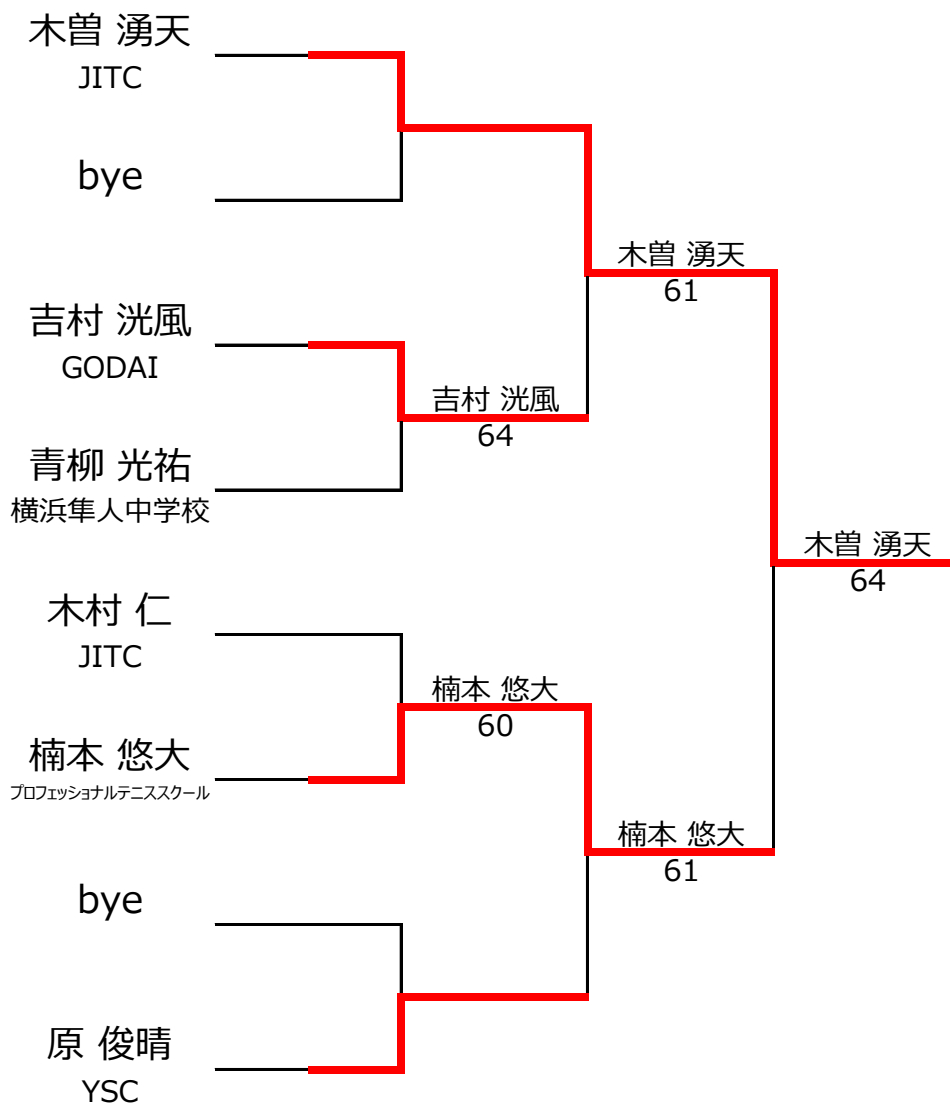 木曽 湧天
JITC
bye
吉村 洸風
GODAI
青柳 光祐
横浜隼人中学校
木村 仁
JITC
楠本 悠大
プロフェッショナルテニススクール
bye
原 俊晴
YSC
吉村 洸風
64
楠本 悠大
60
木曽 湧天
61
楠本 悠大
61
木曽 湧天
64